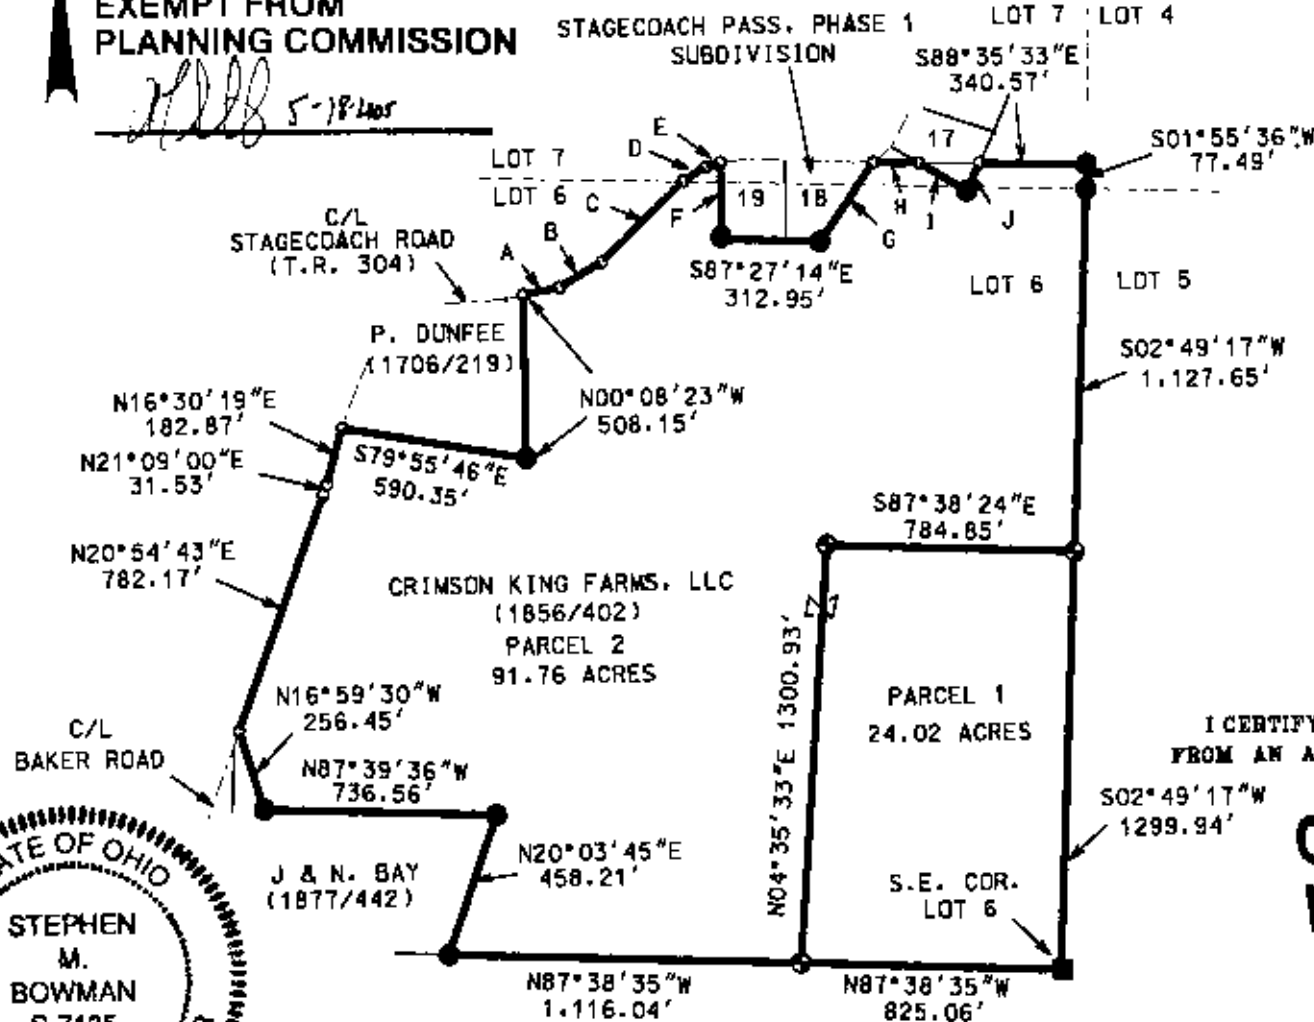 EXEMPT FROM
PLANNING COMMISSION
5-18-2005
STAGECOACH PASS, PHASE 1
SUBDIVISION
LOT 7
LOT 4
S88°35'33"E
340.57'
S01°55'36"W
77.49'
E
D
LOT 7
LOT 6
C
B
A
F
19
18
17
G
H
I
J
C/L
STAGECOACH ROAD
(T.R. 304)
S87°27'14"E
312.95'
LOT 6
LOT 5
P. DUNFEE
(1706/219)
S02°49'17"W
1,127.65'
N00°08'23"W
508.15'
N16°30'19"E
182.87'
N21°09'00"E
31.53'
S79°55'46"E
590.35'
S87°38'24"E
784.85'
N20°54'43"E
782.17'
CRIMSON KING FARMS, LLC
(1856/402)
PARCEL 2
91.76 ACRES
N04°35'33"E 1300.93'
PARCEL 1
24.02 ACRES
N16°59'30"W
256.45'
C/L
BAKER ROAD
N87°39'36"W
736.56'
I CERTIFY
FROM AN A
S02°49'17"W
1299.94'
ATE OF OHIO
J & N. BAY
(1877/442)
N20°03'45"E
458.21'
S.E. COR.
LOT 6
STEPHEN
M.
BOWMAN
N87°38'35"W
1,116.04'
N87°38'35"W
825.06'